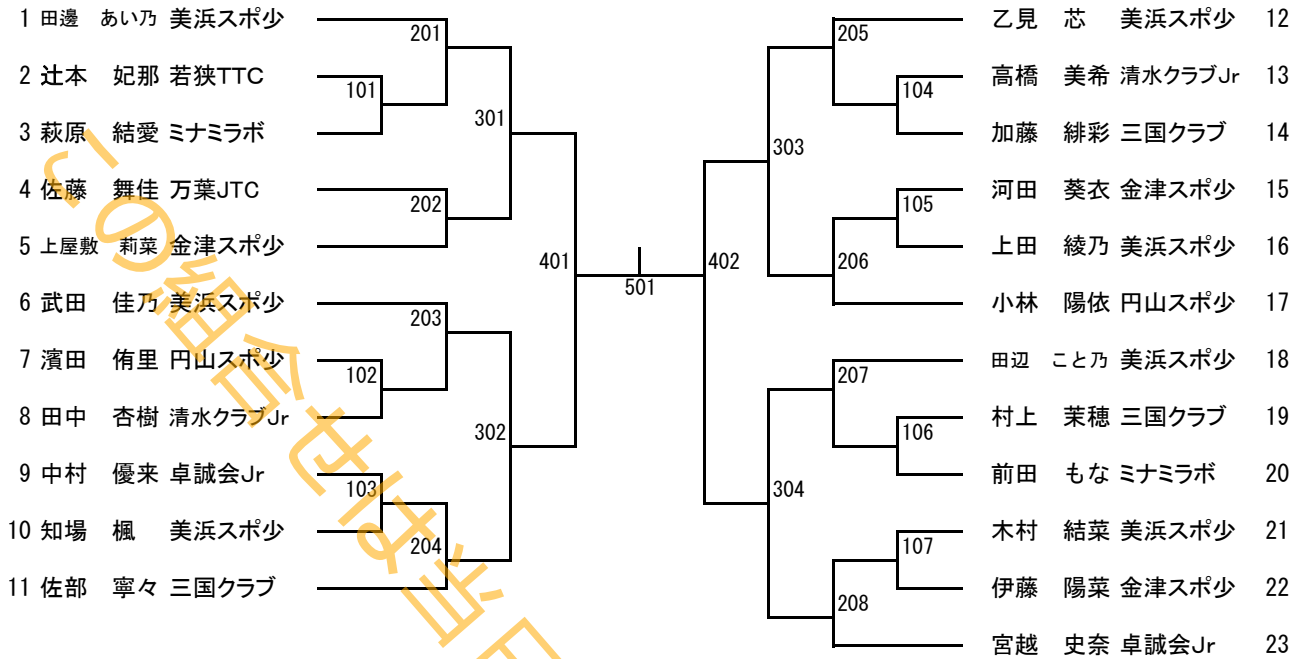 1 田邊 あい乃 美浜スポ少
2 辻本 妃那 若狭TTC
3 萩原 結愛 ミナミラボ
4 佐藤 舞佳 万葉JTC
5 上屋敷 莉菜 金津スポ少
6 武田 佳乃 美浜スポ少
7 濱田 侑里 円山スポ少
8 田中 杏樹 清水クラブJr
9 中村 優来 卓誠会Jr
10 知場 楓 美浜スポ少
11 佐部 寧々 三国クラブ
201
101
301
202
401
203
102
302
103
204
501
402
205
104
303
105
206
207
106
304
107
208
乙見 芯 美浜スポ少 12
高橋 美希 清水クラブJr 13
加藤 緋彩 三国クラブ 14
河田 葵衣 金津スポ少 15
上田 綾乃 美浜スポ少 16
小林 陽依 円山スポ少 17
田辺 こと乃 美浜スポ少 18
村上 茉穂 三国クラブ 19
前田 もな ミナミラボ 20
木村 結菜 美浜スポ少 21
伊藤 陽菜 金津スポ少 22
宮越 史奈 卓誠会Jr 23
この組合せは当日